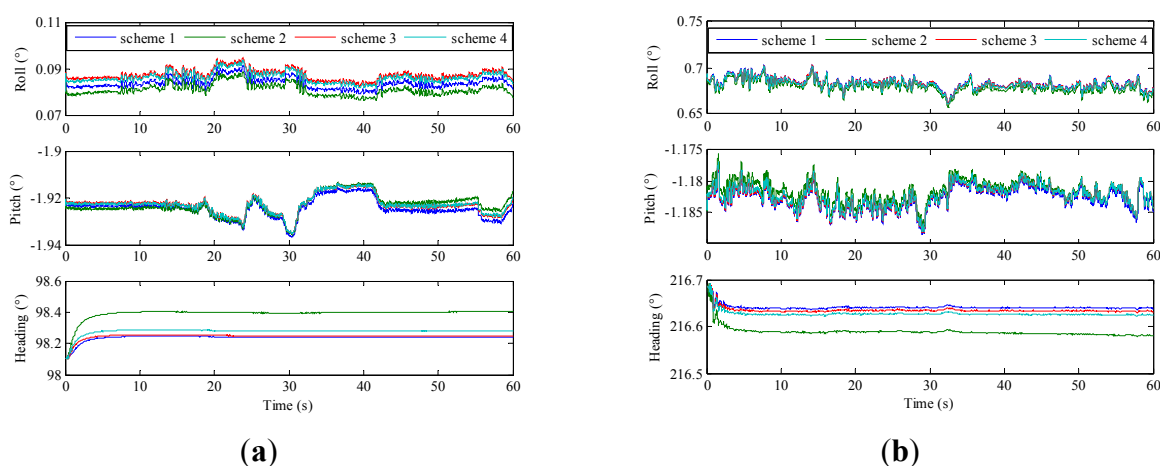 0.11
scheme 1 scheme 2 scheme 3 scheme 4
Roll (°)
0.09
0.07
0 10 20 30 40 50 60
-1.9
Pitch (°)
-1.92
-1.94
0 10 20 30 40 50 60
98.6
Heading (°)
98.4
98.2
98
0 10 20 30 40 50 60
Time (s)
(a)
0.75
scheme 1 scheme 2 scheme 3 scheme 4
Roll (°)
0.7
0.65
0 10 20 30 40 50 60
-1.175
Pitch (°)
-1.18
-1.185
0 10 20 30 40 50 60
216.7
Heading (°)
216.6
216.5
0 10 20 30 40 50 60
Time (s)
(b)